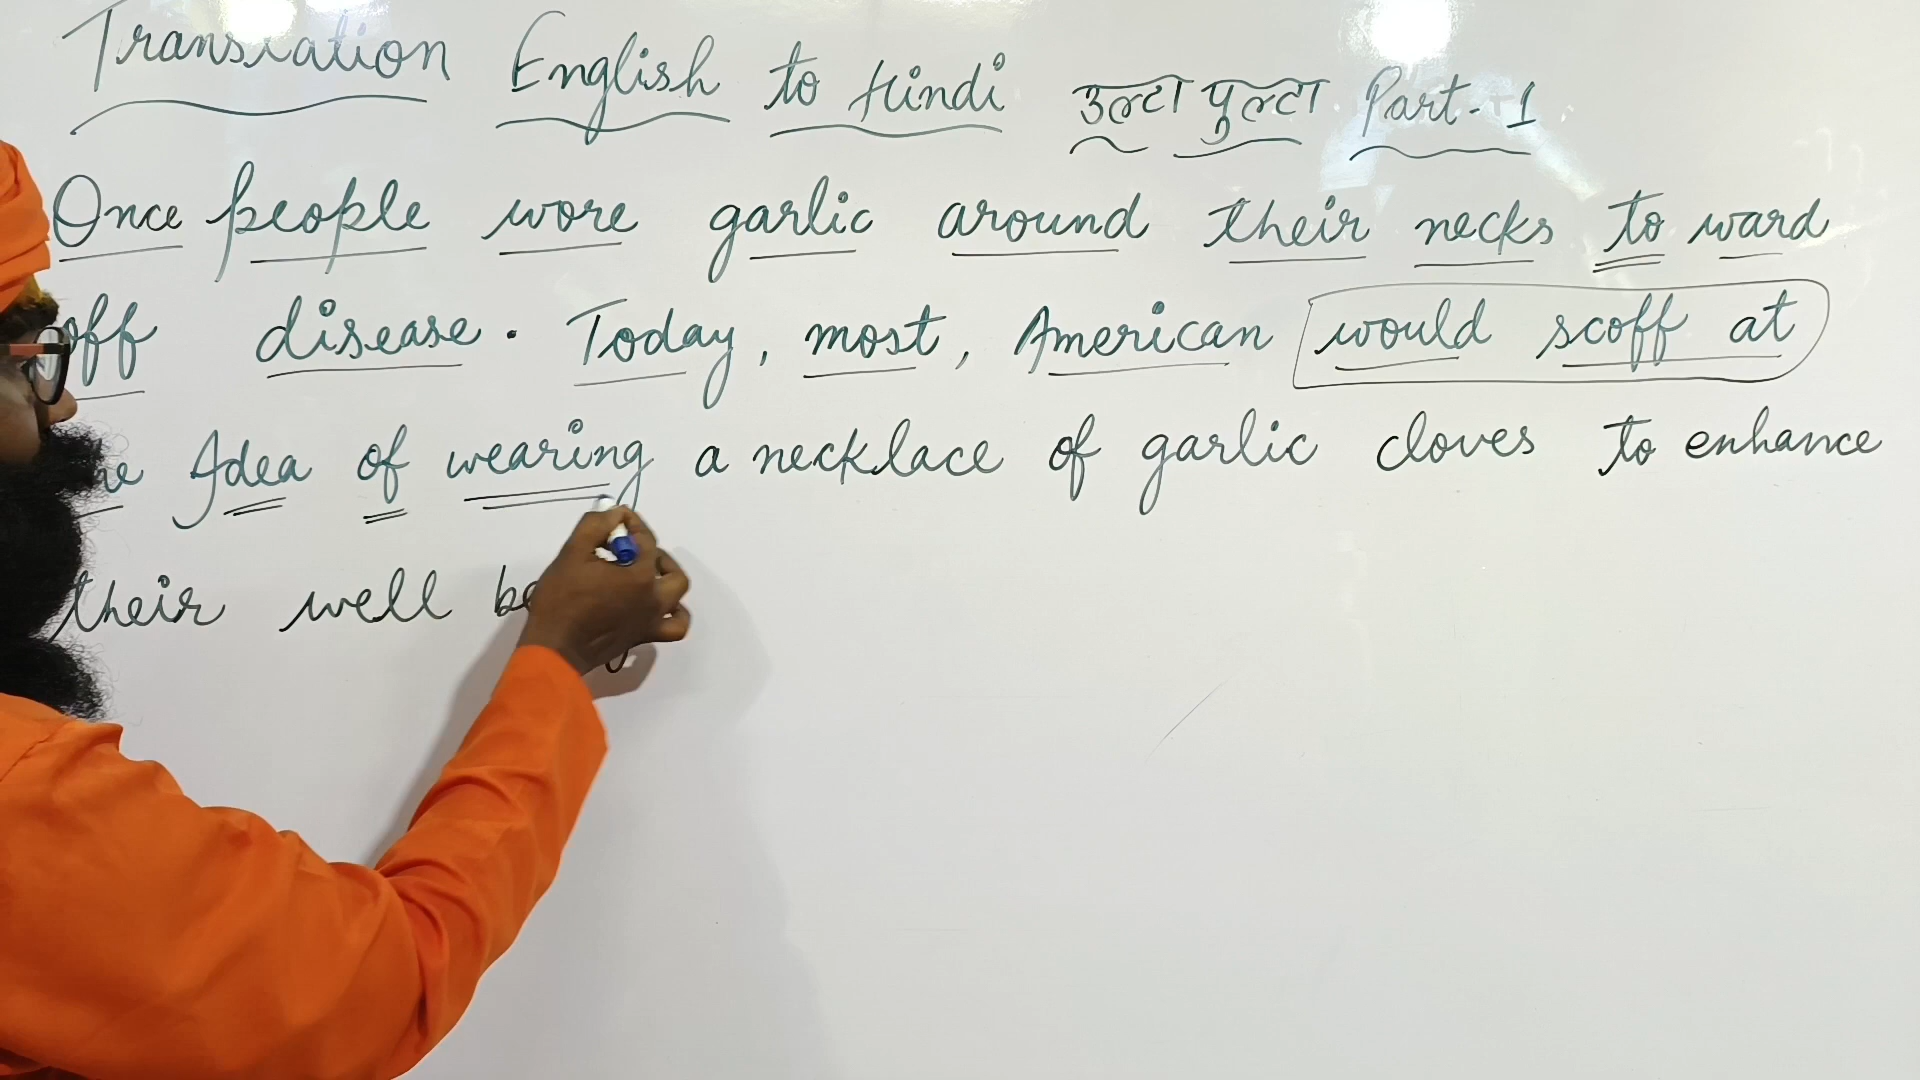 Translation English to Hindi उल्टा पुल्टा Part-1
Once people wore garlic around their necks to ward
off disease. Today, most, American would scoff at
Idea of wearing a necklace of garlic cloves to enhance
their well